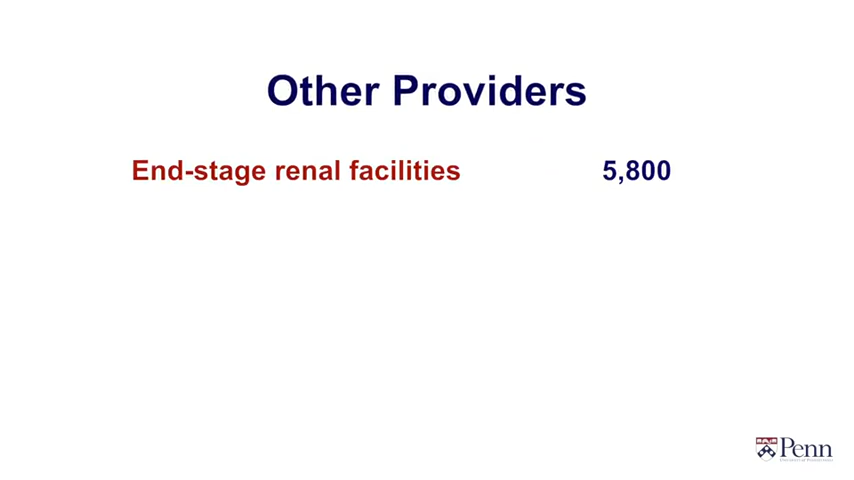 Other Providers
End-stage renal facilities 5,800
Penn